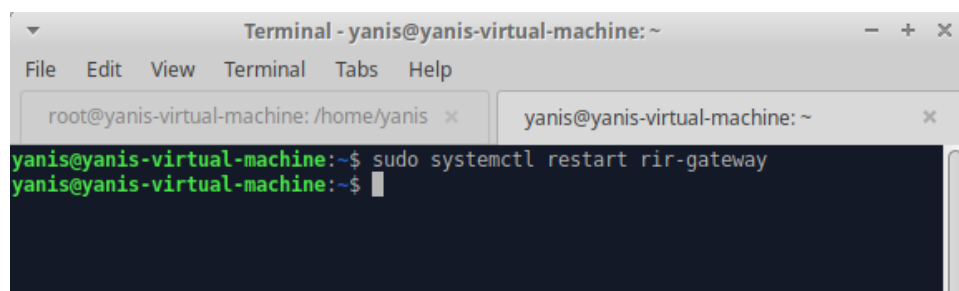 Terminal - yanis@yanis-virtual-machine: ~
File Edit View Terminal Tabs Help
root@yanis-virtual-machine: /home/yanis yanis@yanis-virtual-machine: ~
yanis@yanis-virtual-machine:~$ sudo systemctl restart rir-gateway
yanis@yanis-virtual-machine:~$